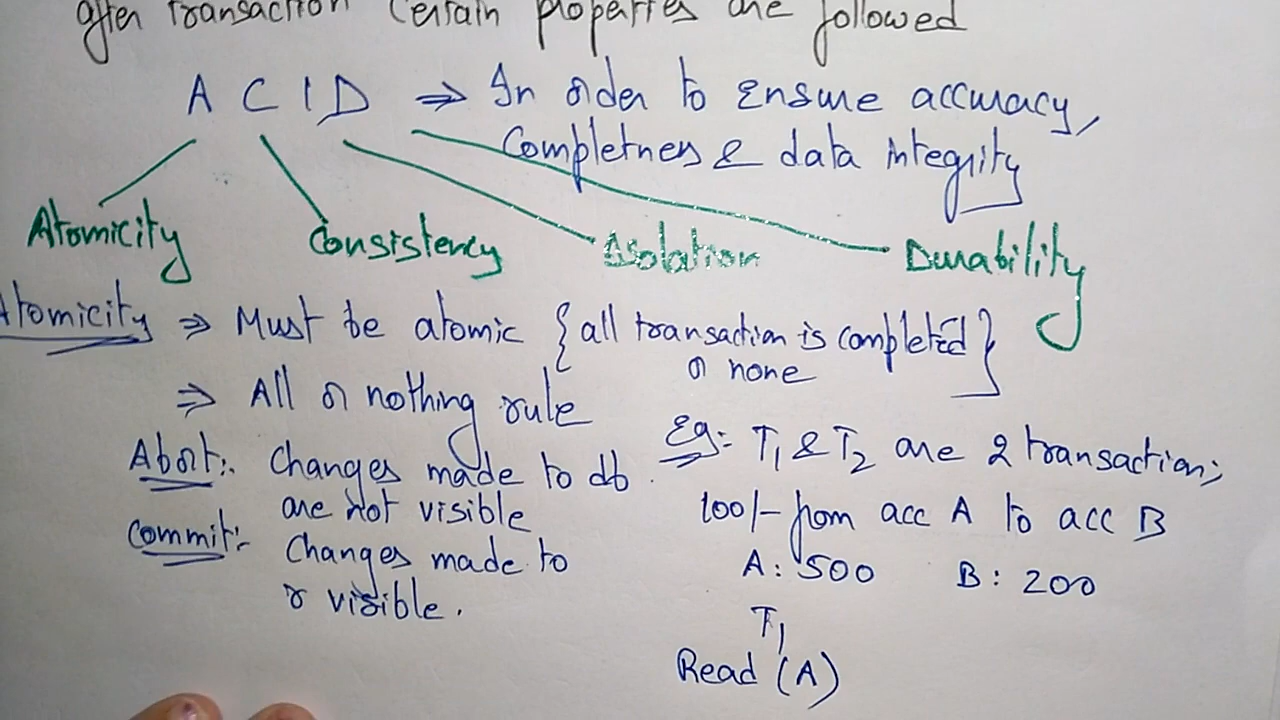 after transaction certain properties are followed
A C I D ⇒ In order to ensure accuracy,
Completness & data integrity
Atomicity Consistency Isolation Durability
Atomicity ⇒ Must be atomic {all transaction is completed
or none}
⇒ All or nothing rule
Abort:- Changes made to db
are not visible
Commit:- Changes made to
r visible.
Eg:- T1 & T2 are 2 transaction;
100/- from acc A to acc B
A: 500 B: 200
T1
Read (A)